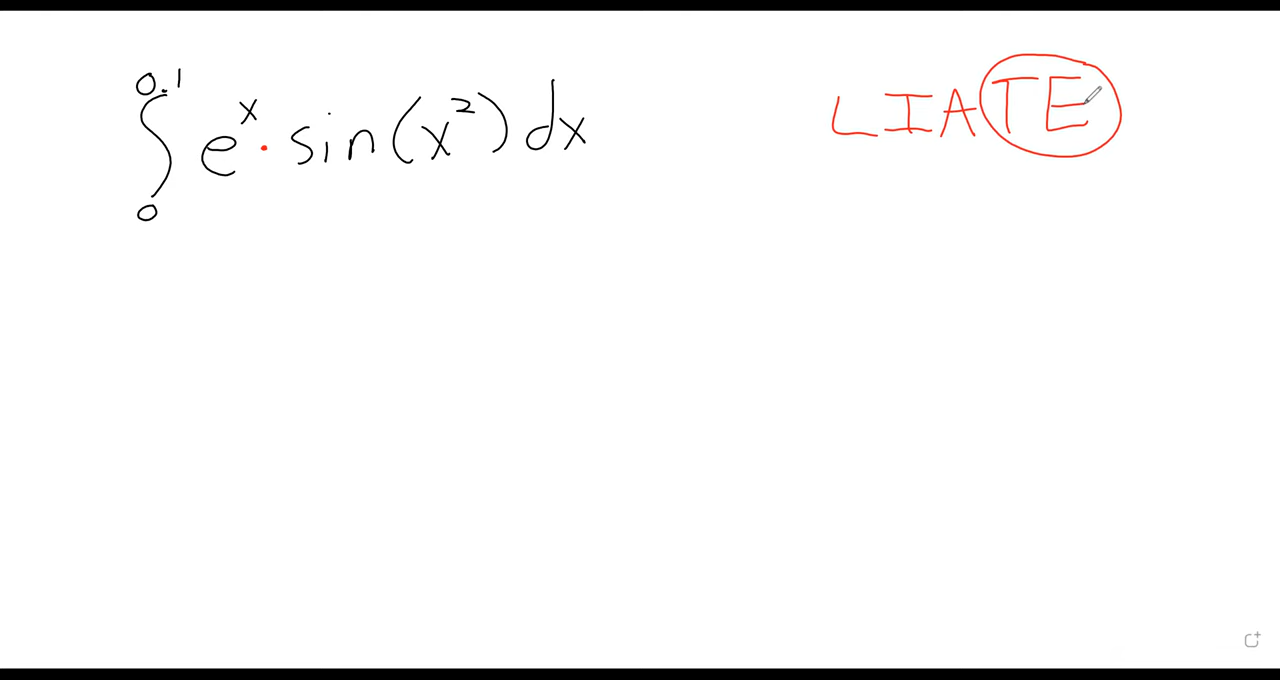 ∫₀^0.1 e^x · sin(x²) dx
LIATE